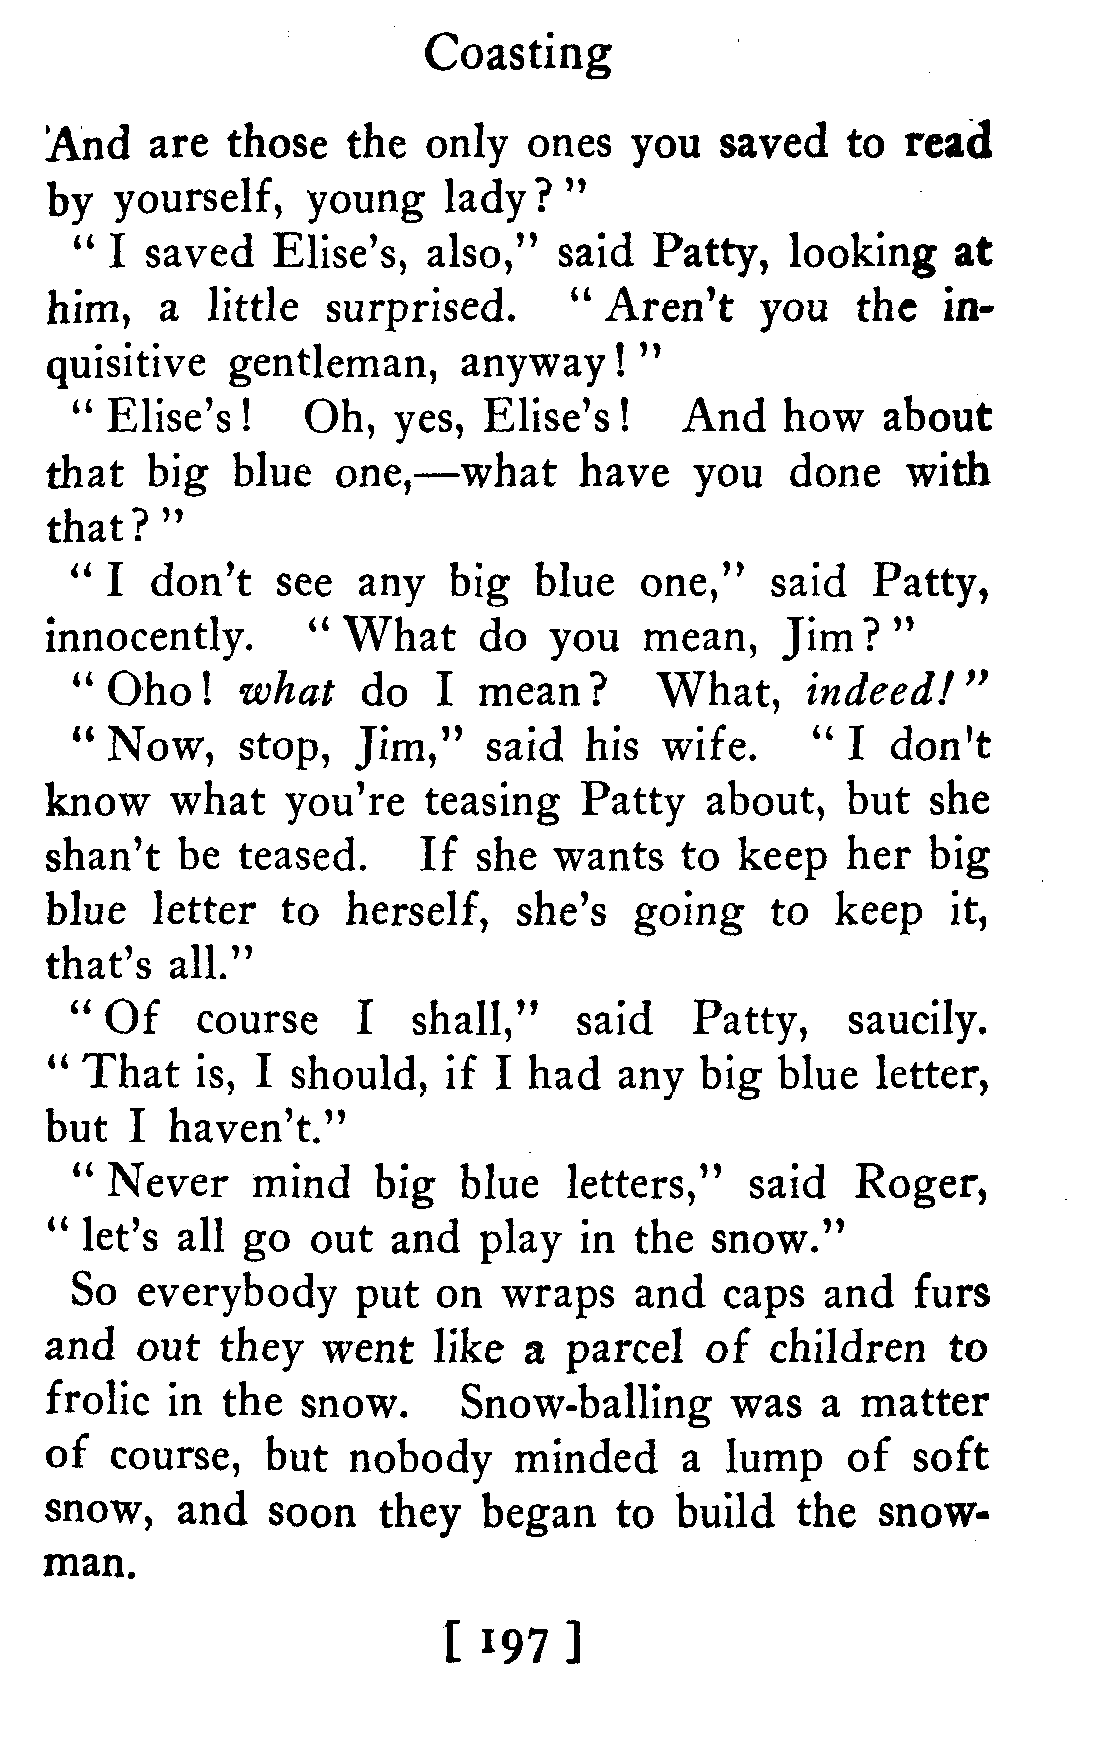 Coasting
And are those the only ones you saved to read
by yourself, young lady?"
"I saved Elise's, also," said Patty, looking at
him, a little surprised. "Aren't you the in-
quisitive gentleman, anyway!"
"Elise's! Oh, yes, Elise's! And how about
that big blue one,—what have you done with
that?"
"I don't see any big blue one," said Patty,
innocently. "What do you mean, Jim?"
"Oho! what do I mean? What, indeed!"
"Now, stop, Jim," said his wife. "I don't
know what you're teasing Patty about, but she
shan't be teased. If she wants to keep her big
blue letter to herself, she's going to keep it,
that's all."
"Of course I shall," said Patty, saucily.
"That is, I should, if I had any big blue letter,
but I haven't."
"Never mind big blue letters," said Roger,
"let's all go out and play in the snow."
So everybody put on wraps and caps and furs
and out they went like a parcel of children to
frolic in the snow. Snow-balling was a matter
of course, but nobody minded a lump of soft
snow, and soon they began to build the snow-
man.
[ 197 ]